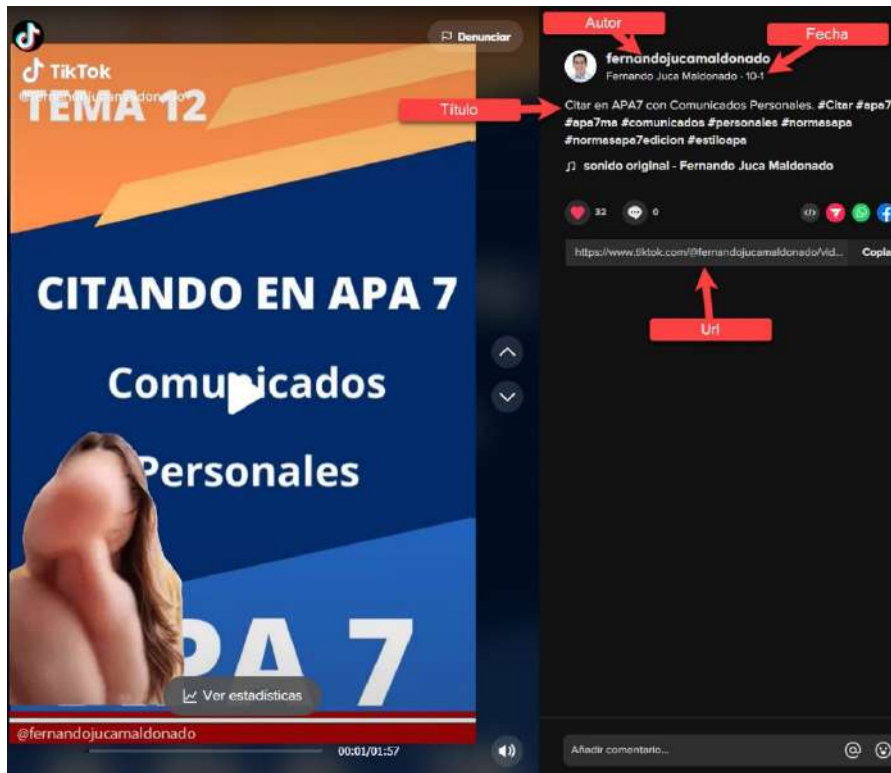 Denunciar
TikTok
@fernandojucamaldonado
TEMA 12
CITANDO EN APA 7
Comunicados
Personales
APA 7
Ver estadísticas
@fernandojucamaldonado
00:01/01:57
Autor
Fecha
fernandojucamaldonado
Fernando Juca Maldonado · 10-1
Título
Citar en APA7 con Comunicados Personales. #Citar #apa7
#apa7ma #comunicados #personales #normasapa
#normasapa7edicion #estiloapa
sonido original - Fernando Juca Maldonado
32
0
https://www.tiktok.com/@fernandojucamaldonado/vid...
Copia
Url
Añadir comentario...